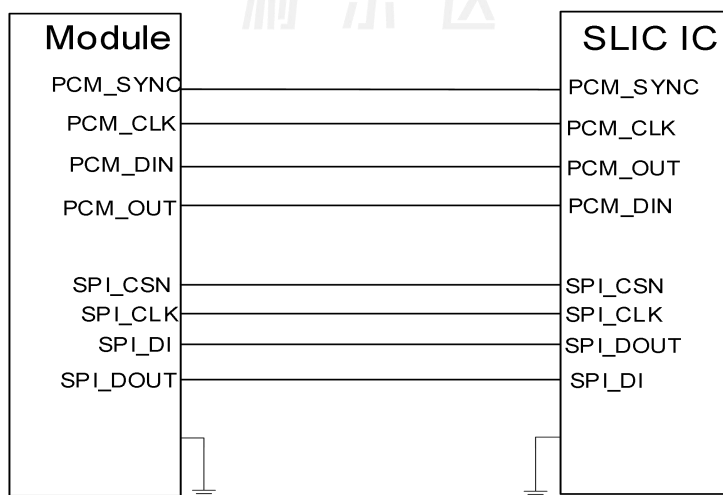 Module
SLIC IC
PCM_SYNC
PCM_SYNC
PCM_CLK
PCM_CLK
PCM_DIN
PCM_OUT
PCM_OUT
PCM_DIN
SPI_CSN
SPI_CSN
SPI_CLK
SPI_CLK
SPI_DI
SPI_DOUT
SPI_DOUT
SPI_DI